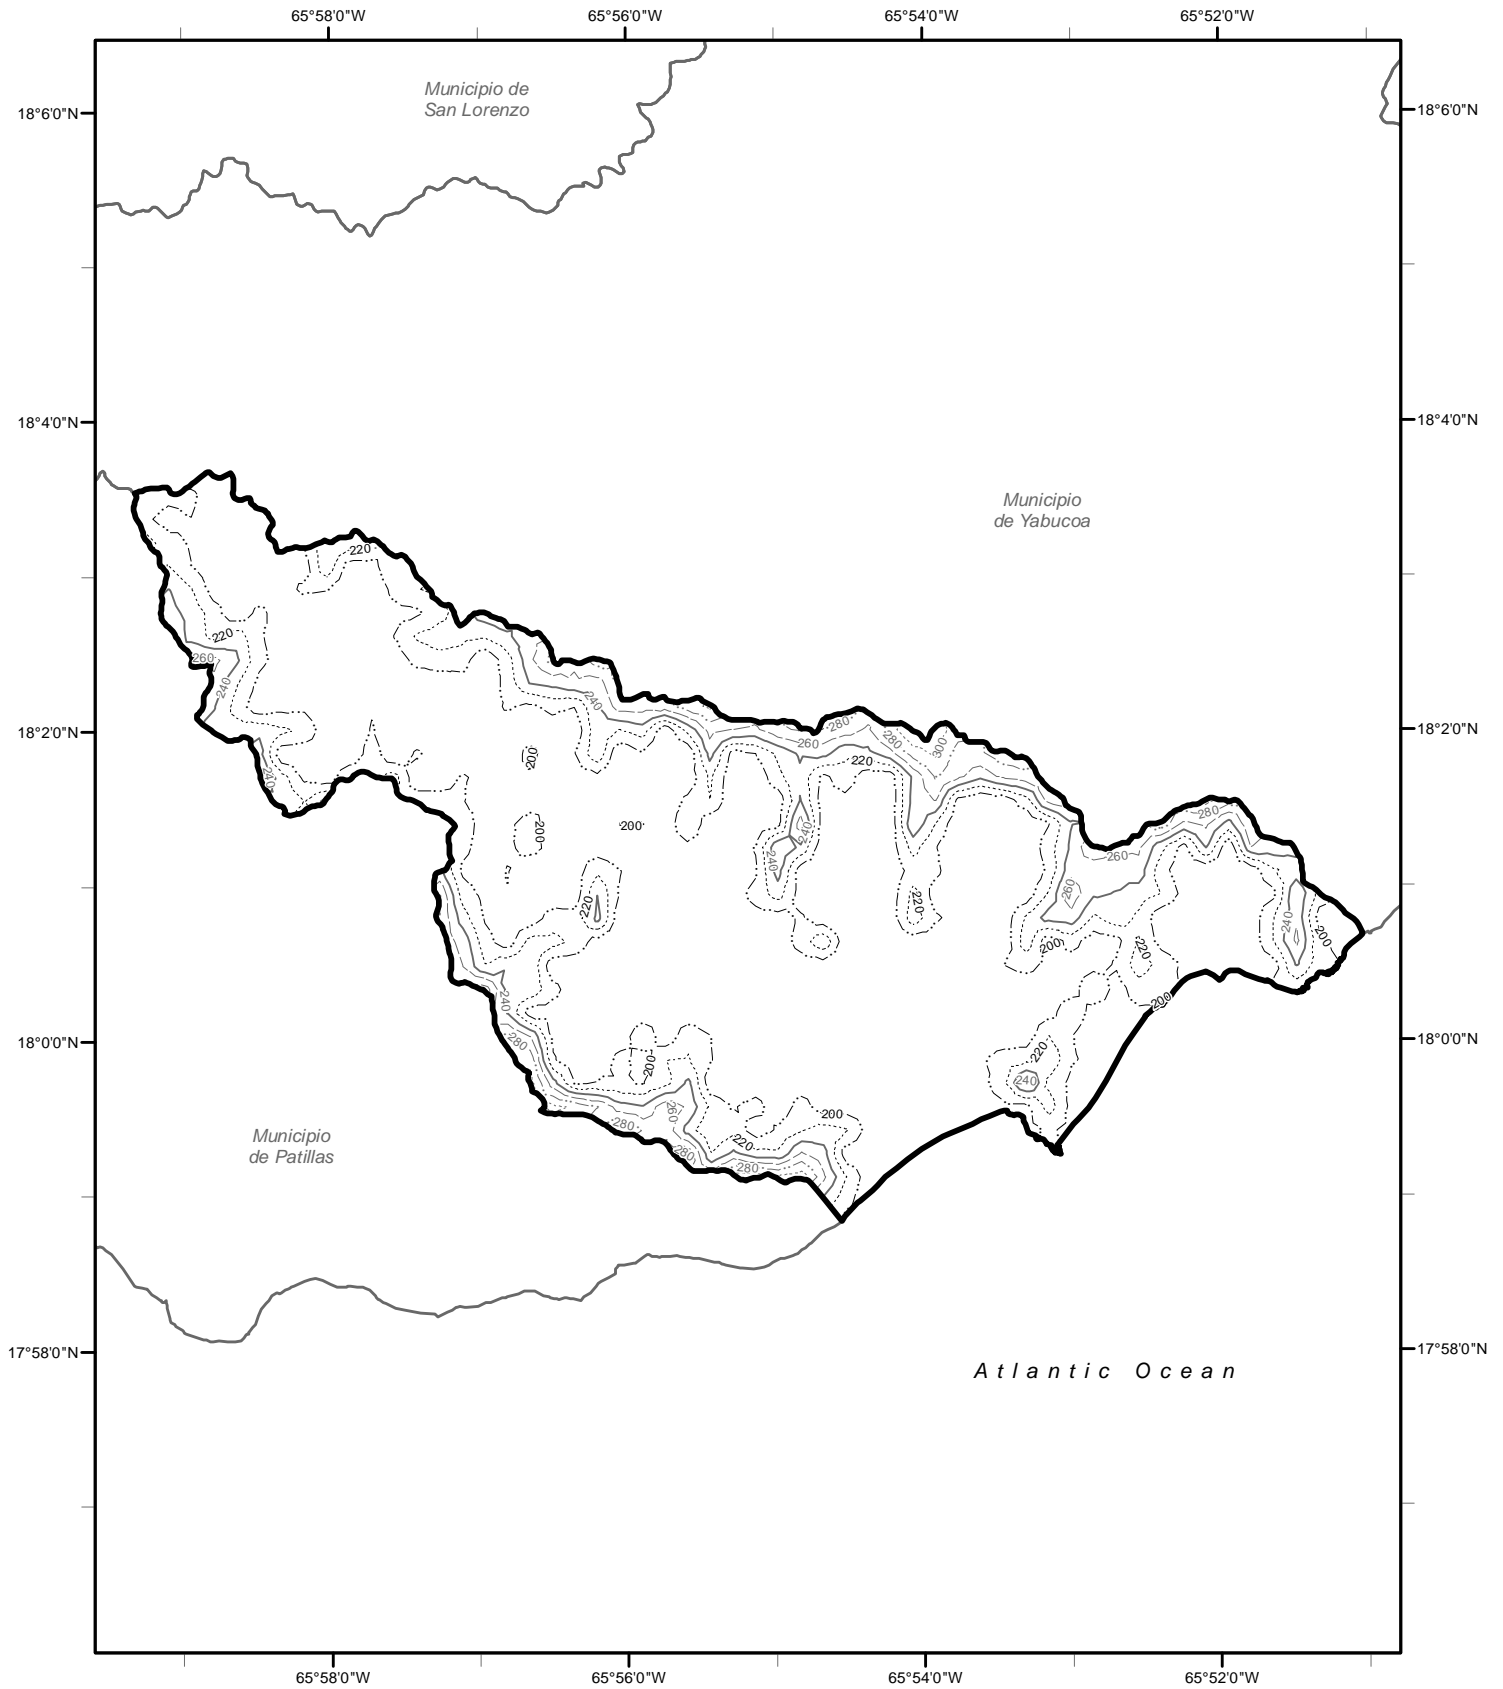 65°58'0"W 65°56'0"W 65°54'0"W 65°52'0"W
Municipio de
San Lorenzo
18°6'0"N 18°6'0"N
18°4'0"N 18°4'0"N
Municipio
de Yabucoa
220
220
260
240
240
280
280
300
260
220
18°2'0"N 18°2'0"N
200
240
280
200
200
240
240
260
260
220
220
240
200
200
220
240
200
18°0'0"N 18°0'0"N
280
220
200
240
260
200
280
220
280
280
Municipio
de Patillas
17°58'0"N 17°58'0"N
Atlantic Ocean
65°58'0"W 65°56'0"W 65°54'0"W 65°52'0"W